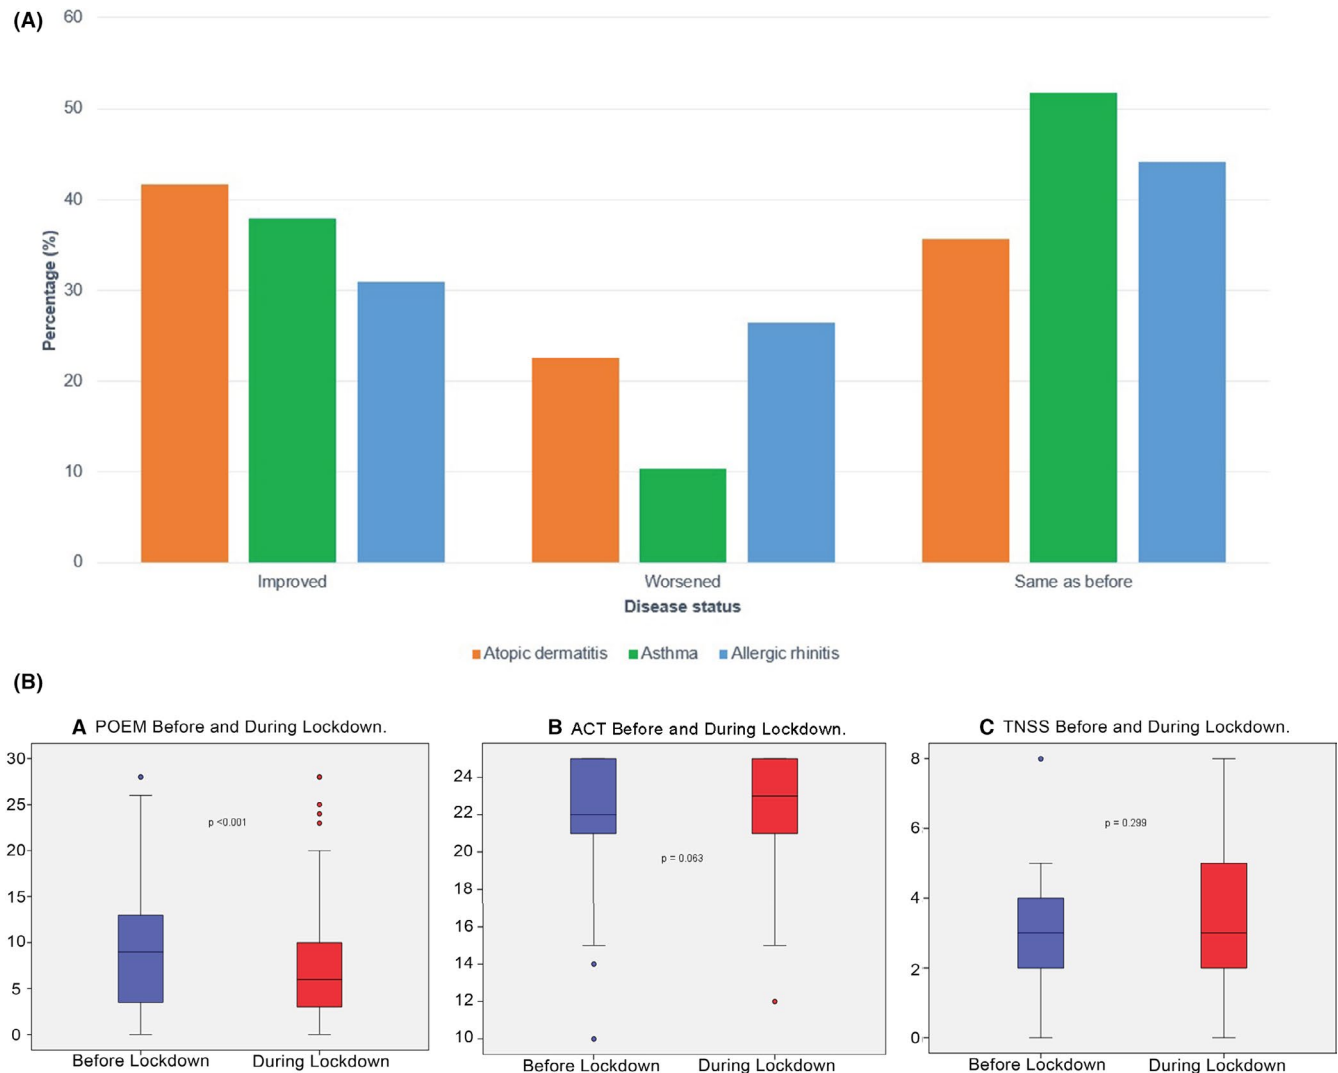 (A)
60
50
40
30
20
10
0
Percentage (%)
Improved Worsened Same as before
Disease status
Atopic dermatitis Asthma Allergic rhinitis
(B)
A POEM Before and During Lockdown.
30
25
20
15
10
5
0
p <0.001
Before Lockdown During Lockdown
B ACT Before and During Lockdown.
24
22
20
18
16
14
12
10
p = 0.063
Before Lockdown During Lockdown
C TNSS Before and During Lockdown.
8
6
4
2
0
p = 0.299
Before Lockdown During Lockdown